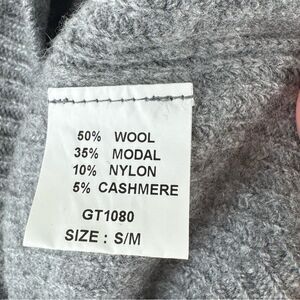 50% WOOL
35% MODAL
10% NYLON
5% CASHMERE
GT1080
SIZE : S/M